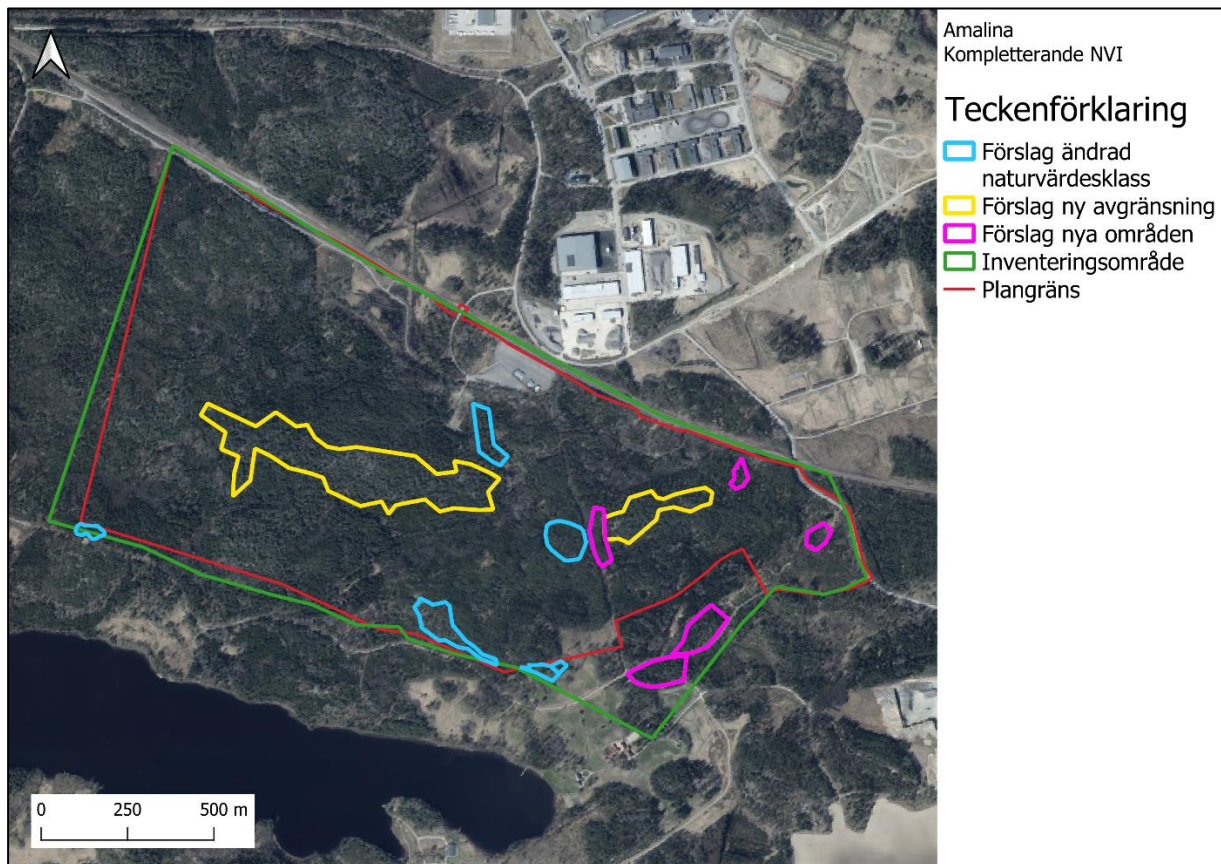 Amalina
Kompletterande NVI
Teckenförklaring
Förslag ändrad
naturvärdesklass
Förslag ny avgränsning
Förslag nya områden
Inventeringsområde
Plangräns
0 250 500 m